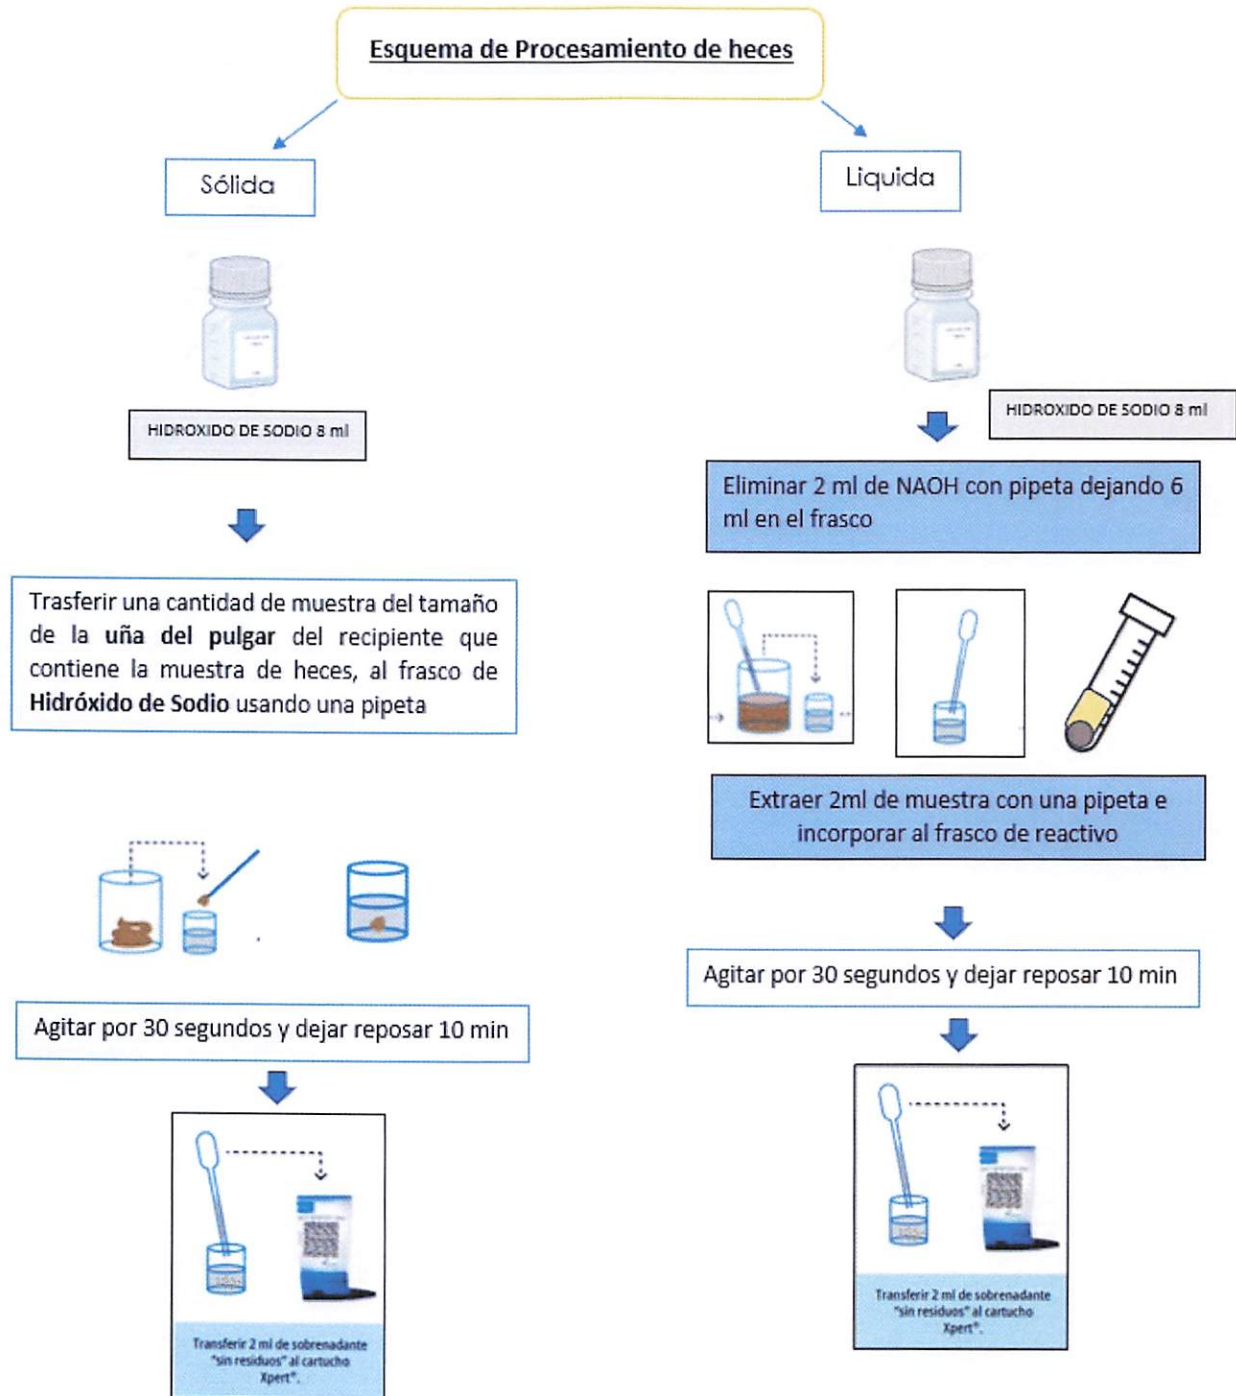 Esquema de Procesamiento de heces
Sólida
HIDROXIDO DE SODIO 8 ml
Trasferir una cantidad de muestra del tamaño
de la uña del pulgar del recipiente que
contiene la muestra de heces, al frasco de
Hidróxido de Sodio usando una pipeta
Agitar por 30 segundos y dejar reposar 10 min
Transferir 2 ml de sobrenadante
"sin residuos" al cartucho
Xpert®.
Liquida
HIDROXIDO DE SODIO 8 ml
Eliminar 2 ml de NAOH con pipeta dejando 6
ml en el frasco
Extraer 2ml de muestra con una pipeta e
incorporar al frasco de reactivo
Agitar por 30 segundos y dejar reposar 10 min
Transferir 2 ml de sobrenadante
"sin residuos" al cartucho
Xpert®.